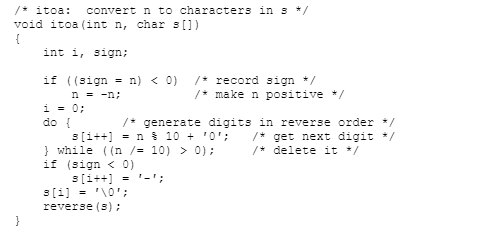 /* itoa:  convert n to characters in s */
void itoa(int n, char s[])
{
    int i, sign;

    if ((sign = n) < 0)  /* record sign */
        n = -n;          /* make n positive */
    i = 0;
    do {       /* generate digits in reverse order */
        s[i++] = n % 10 + '0';   /* get next digit */
    } while ((n /= 10) > 0);     /* delete it */
    if (sign < 0)
        s[i++] = '-';
    s[i] = '\0';
    reverse(s);
}